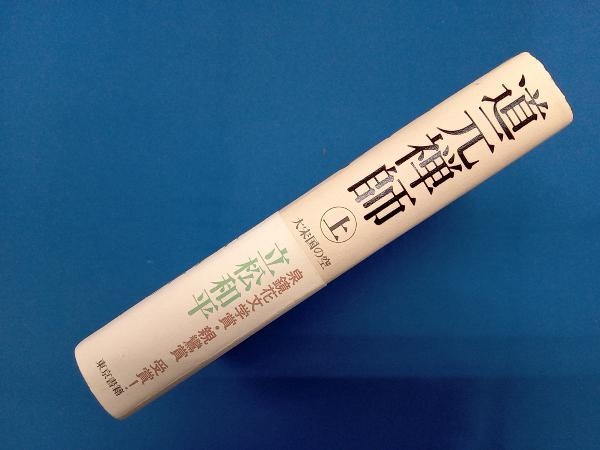 道元禅師
上
大宋国の空
泉鏡花文学賞・親鸞賞 受賞!
立松和平
東京書籍